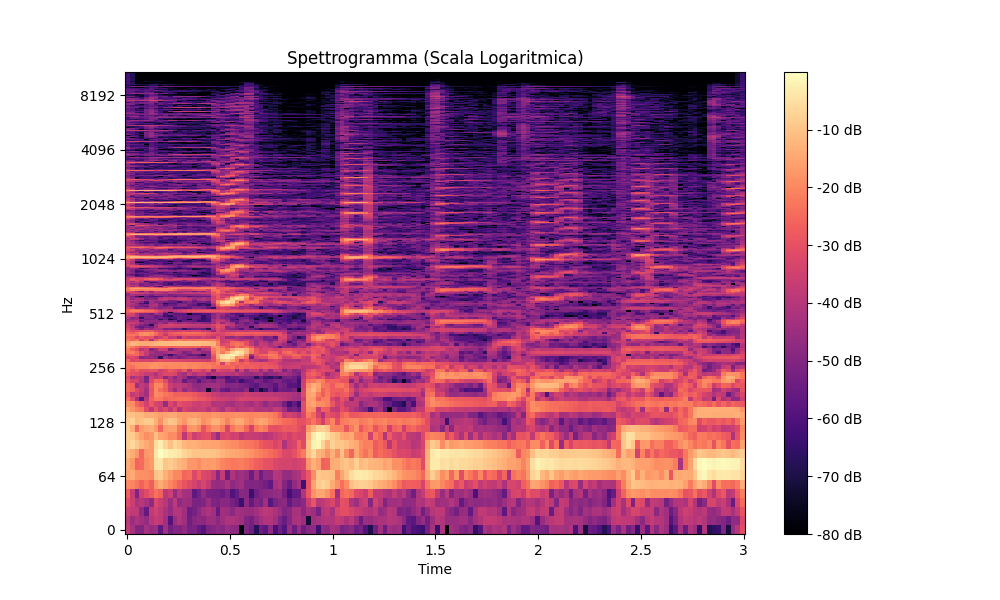 Spettrogramma (Scala Logaritmica)
8192
4096
2048
1024
512
256
128
64
0
Hz
0
0.5
1
1.5
2
2.5
3
Time
-10 dB
-20 dB
-30 dB
-40 dB
-50 dB
-60 dB
-70 dB
-80 dB